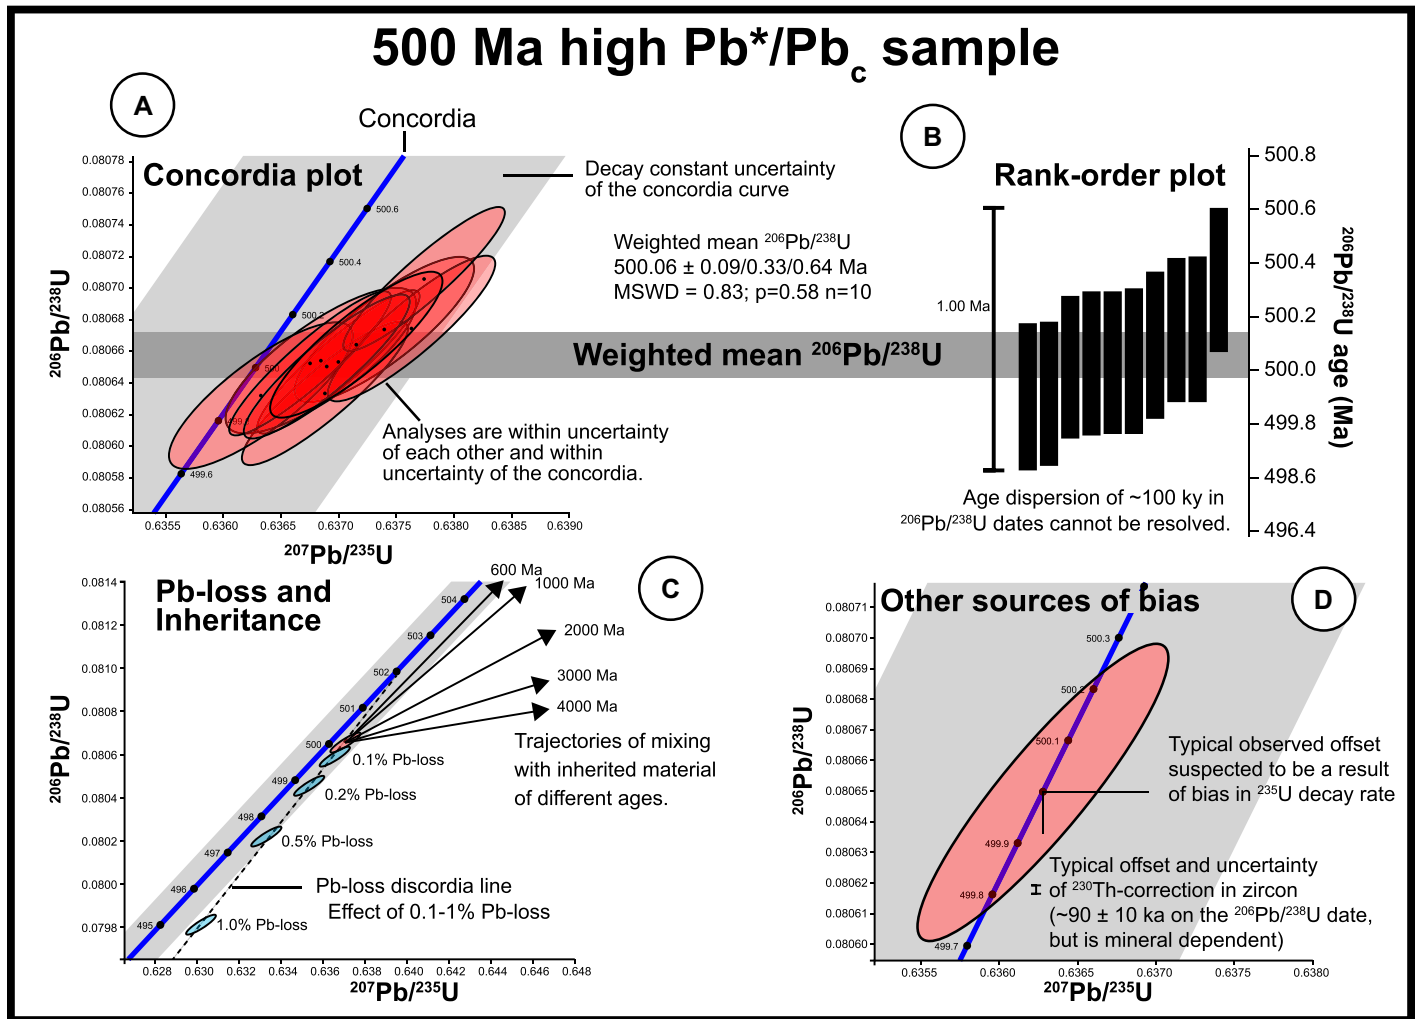 500 Ma high Pb*/Pbc sample
A
Concordia
Concordia plot
Decay constant uncertainty
of the concordia curve
Weighted mean 206Pb/238U
500.06 ± 0.09/0.33/0.64 Ma
MSWD = 0.83; p=0.58 n=10
0.08078
0.08076
0.08074
0.08072
0.08070
0.08068
0.08066
0.08064
0.08062
0.08060
0.08058
0.08056
206Pb/238U
500.6
500.4
500.2
500
499.6
Weighted mean 206Pb/238U
Analyses are within uncertainty
of each other and within
uncertainty of the concordia.
0.6355
0.6360
0.6365
0.6370
0.6375
0.6380
0.6385
0.6390
207Pb/235U
B
Rank-order plot
1.00 Ma
500.8
500.6
500.4
500.2
500.0
499.8
498.6
496.4
206Pb/238U age (Ma)
Age dispersion of ~100 ky in
206Pb/238U dates cannot be resolved.
Pb-loss and
Inheritance
C
0.0814
0.0812
0.0810
0.0808
0.0806
0.0804
0.0802
0.0800
0.0798
206Pb/238U
504
503
502
501
500
499
498
497
496
495
600 Ma
1000 Ma
2000 Ma
3000 Ma
4000 Ma
Trajectories of mixing
with inherited material
of different ages.
0.1% Pb-loss
0.2% Pb-loss
0.5% Pb-loss
1.0% Pb-loss
Pb-loss discordia line
Effect of 0.1-1% Pb-loss
0.628
0.630
0.632
0.634
0.636
0.638
0.640
0.642
0.644
0.646
0.648
207Pb/235U
Other sources of bias
D
0.08071
0.08070
0.08069
0.08068
0.08067
0.08066
0.08065
0.08064
0.08063
0.08062
0.08061
0.08060
206Pb/238U
500.3
500.2
500.1
499.9
499.8
499.7
Typical observed offset
suspected to be a result
of bias in 235U decay rate
Typical offset and uncertainty
of 230Th-correction in zircon
(~90 ± 10 ka on the 206Pb/238U date,
but is mineral dependent)
0.6355
0.6360
0.6365
0.6370
0.6375
0.6380
207Pb/235U